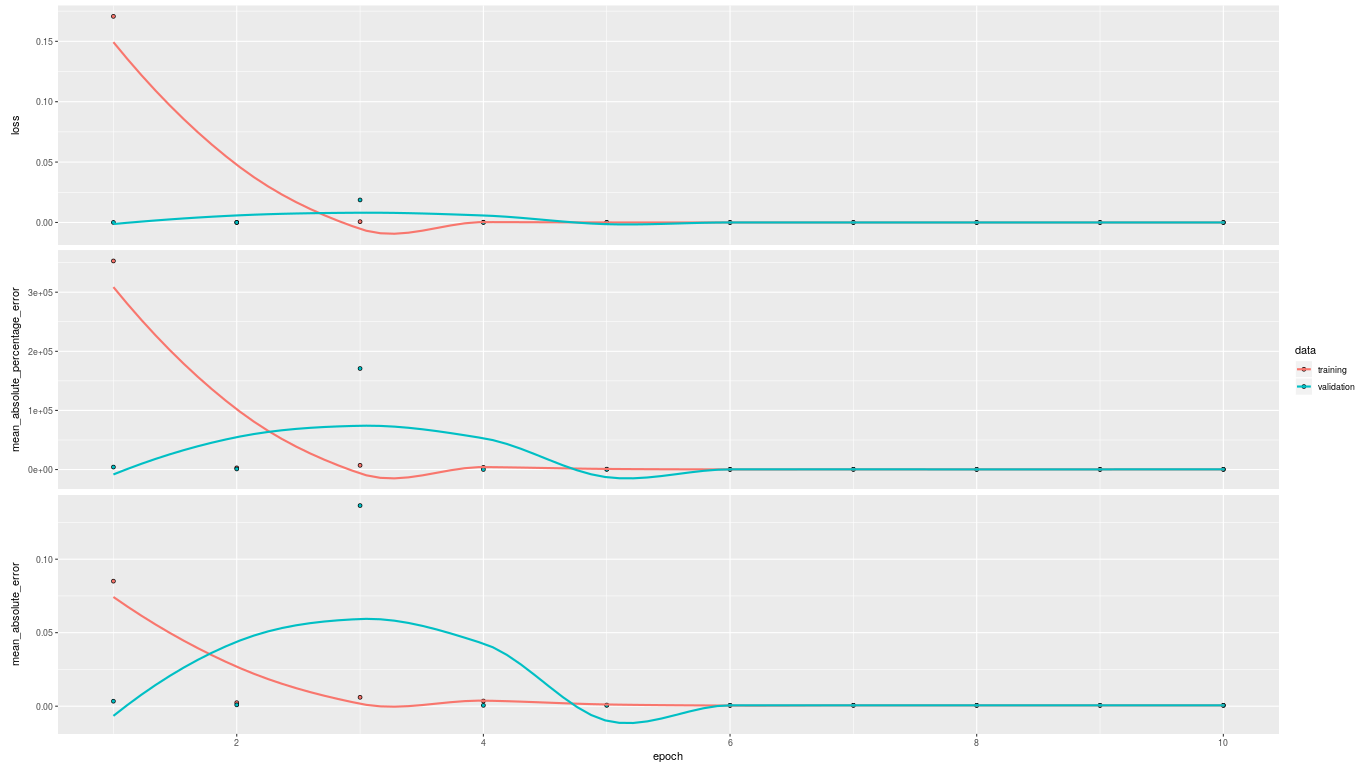 loss
0.15
0.10
0.05
0.00
mean_absolute_percentage_error
3e+05
2e+05
1e+05
0e+00
mean_absolute_error
0.10
0.05
0.00
2 4 6 8 10
epoch
data
training
validation